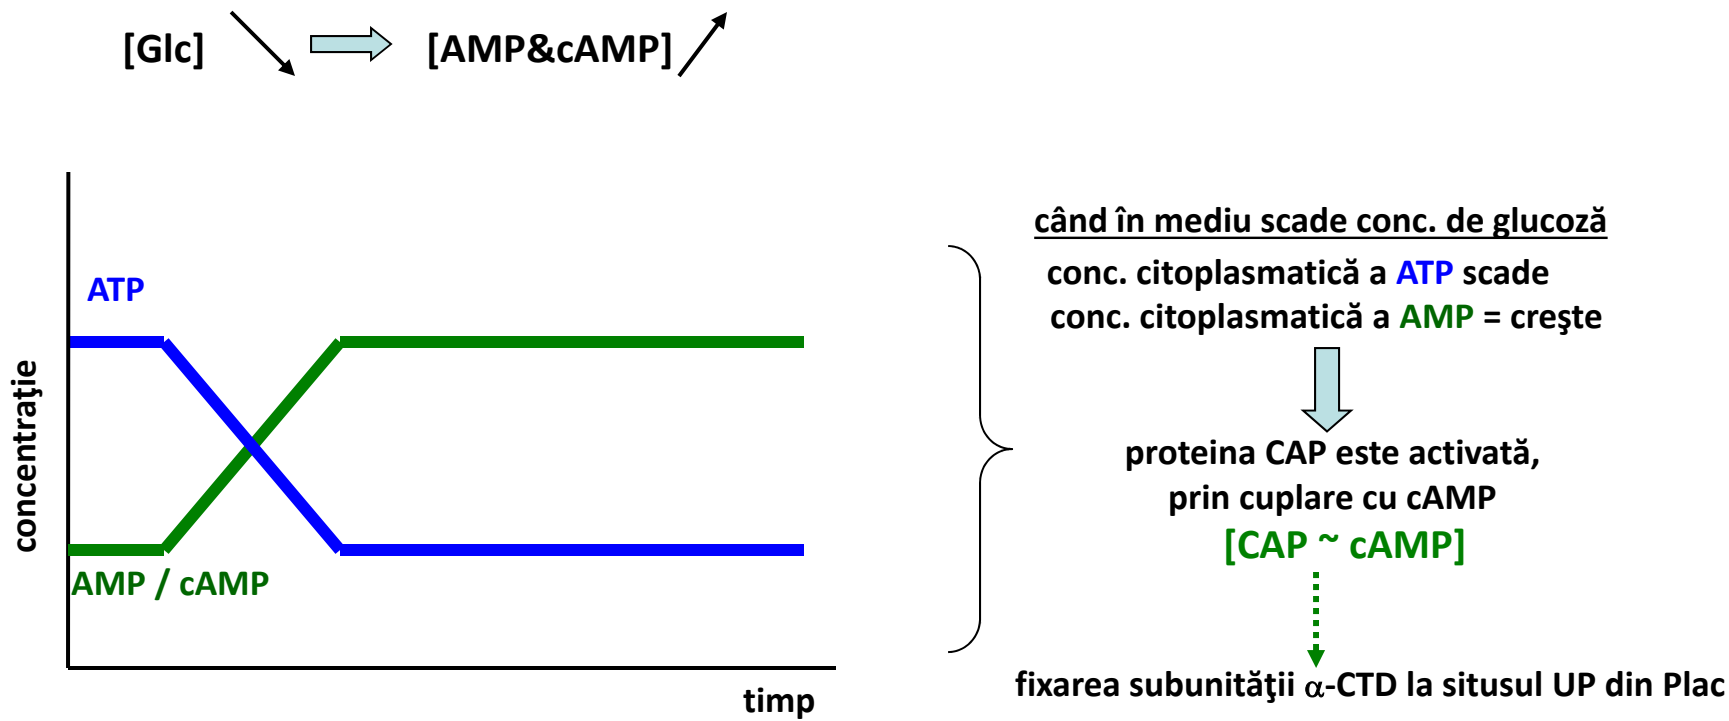 [Glc] [AMP&cAMP]
ATP
AMP / cAMP
concentraţie
timp
când în mediu scade conc. de glucoză
conc. citoplasmatică a ATP scade
conc. citoplasmatică a AMP = creşte
proteina CAP este activată,
prin cuplare cu cAMP
[CAP ~ cAMP]
fixarea subunităţii α-CTD la situsul UP din Plac